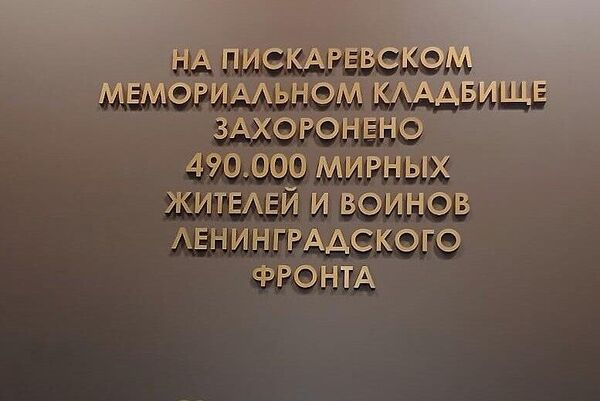 НА ПИСКАРЕВСКОМ
МЕМОРИАЛЬНОМ КЛАДБИЩЕ
ЗАХОРОНЕНО
490.000 МИРНЫХ
ЖИТЕЛЕЙ И ВОИНОВ
ЛЕНИНГРАДСКОГО
ФРОНТА